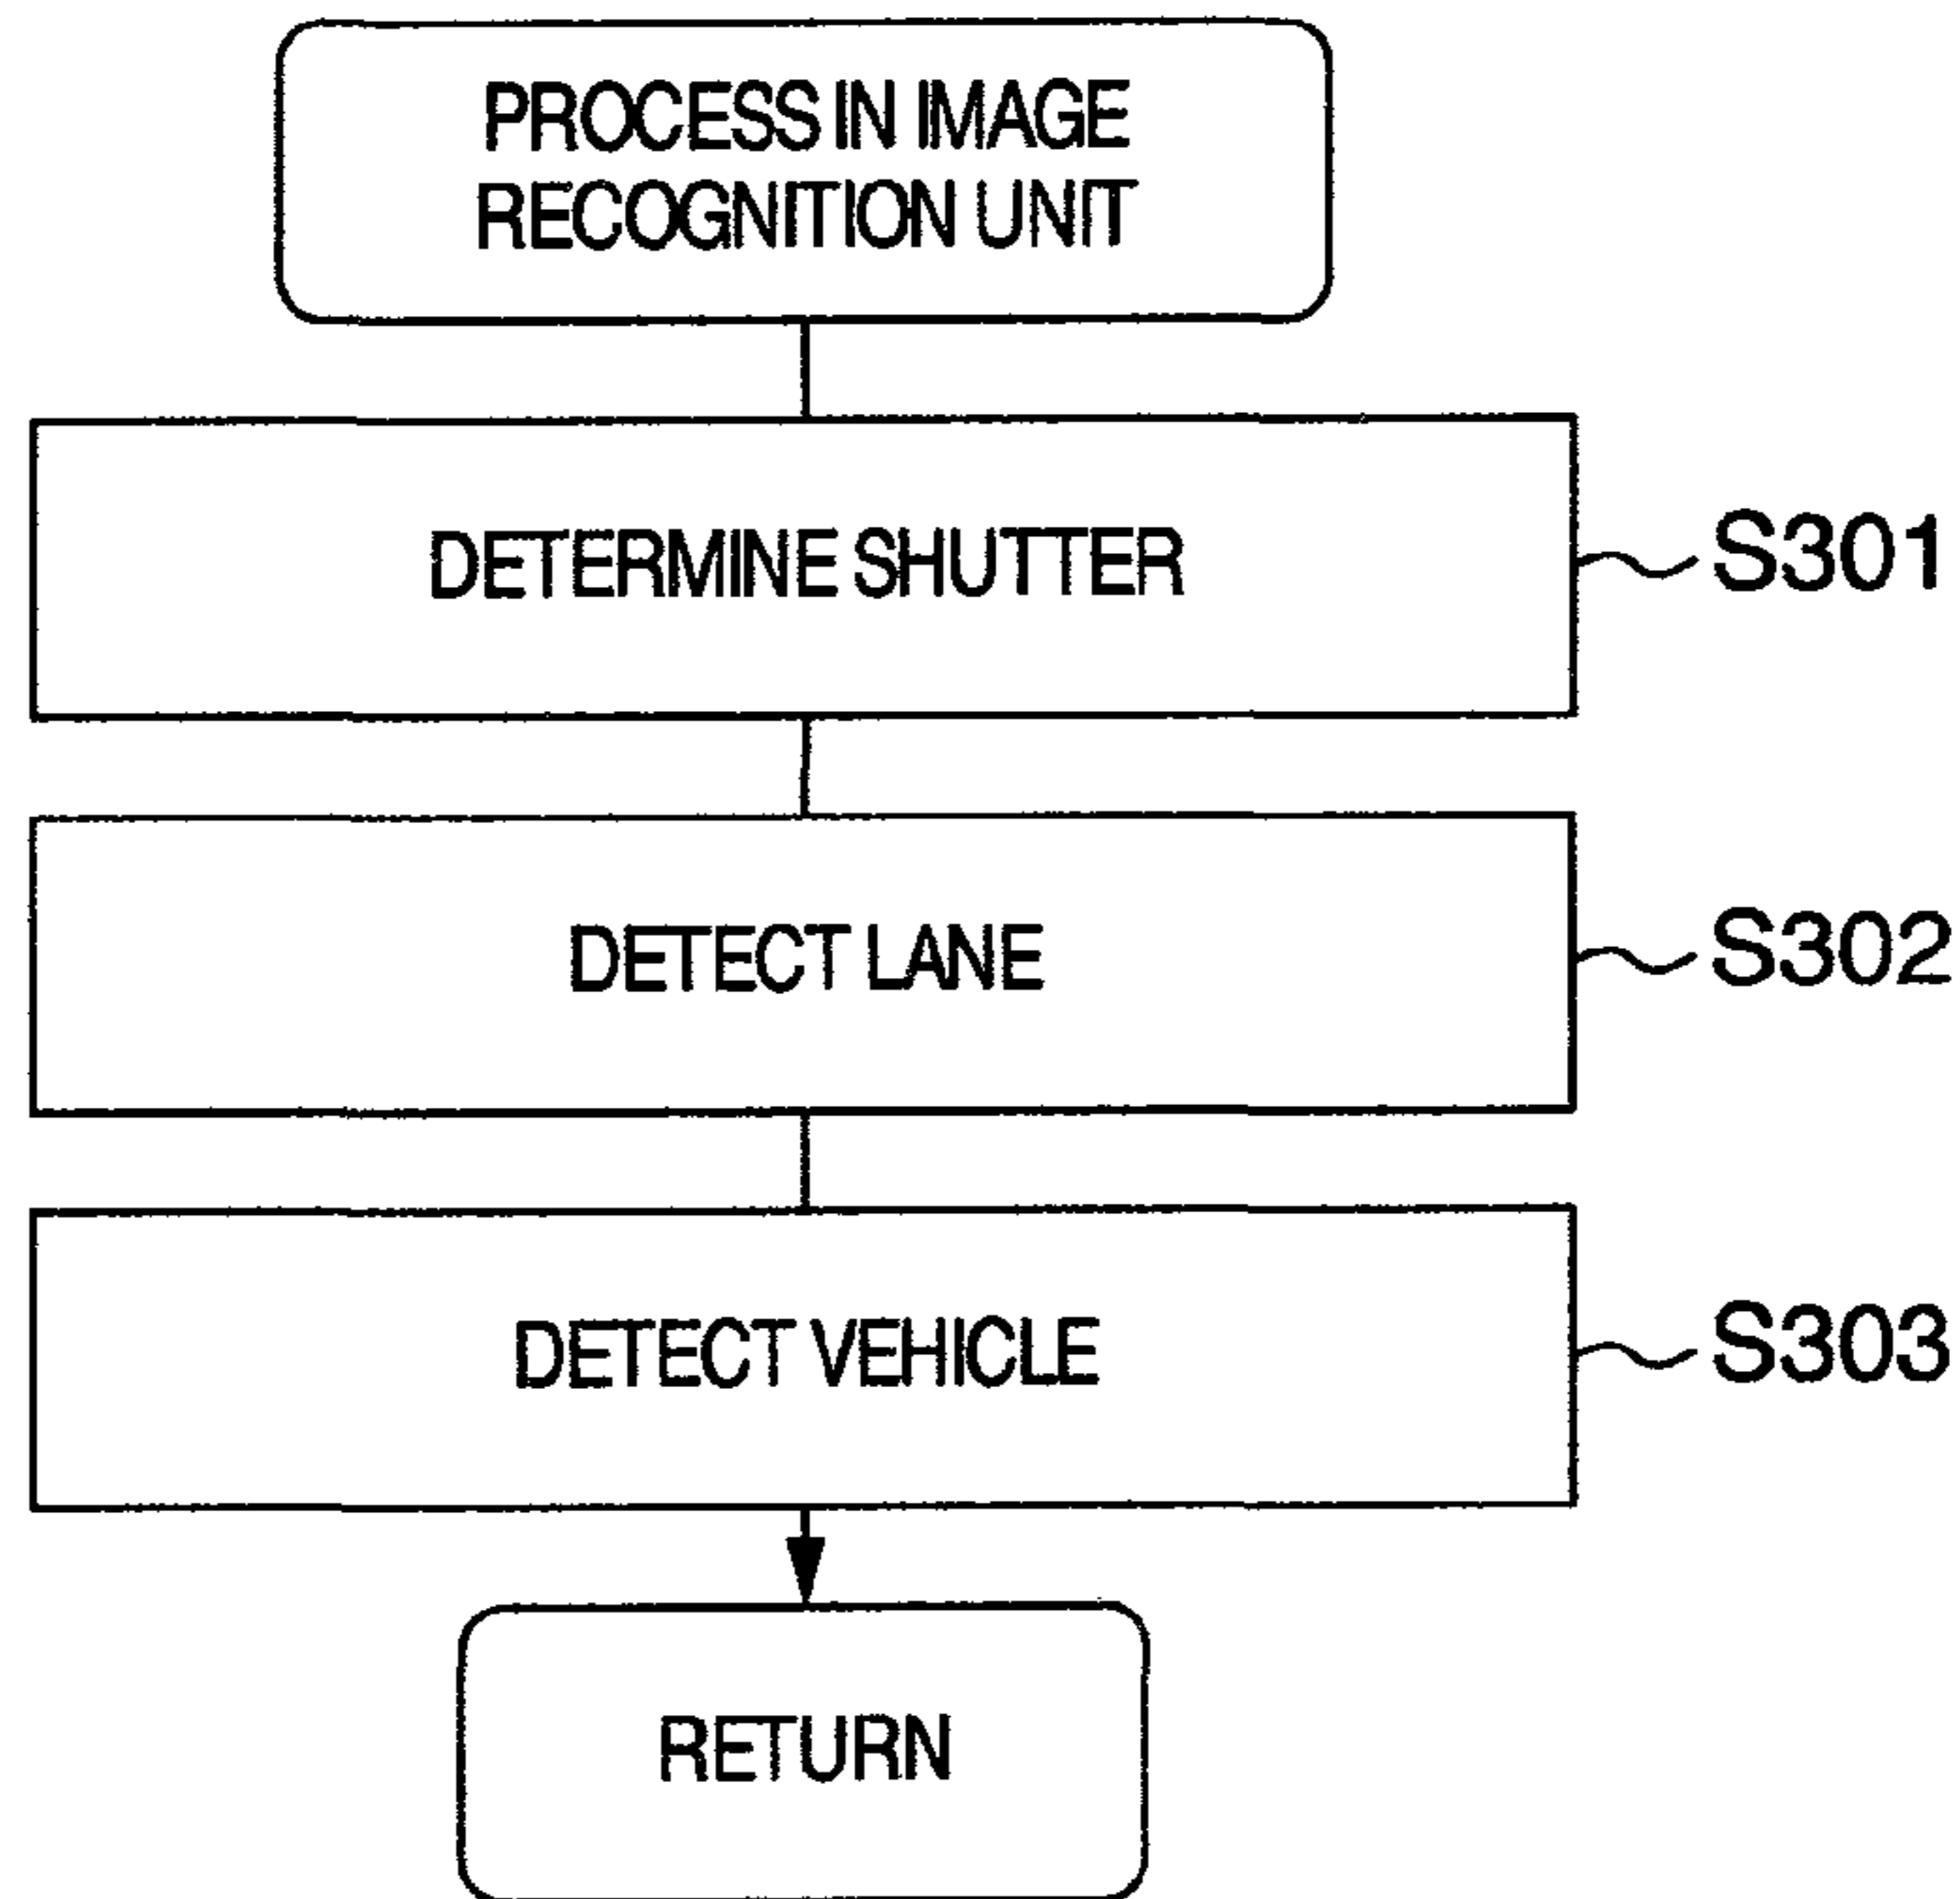 PROCESS IN IMAGE
RECOGNITION UNIT
DETERMINE SHUTTER
S301
DETECT LANE
S302
DETECT VEHICLE
S303
RETURN